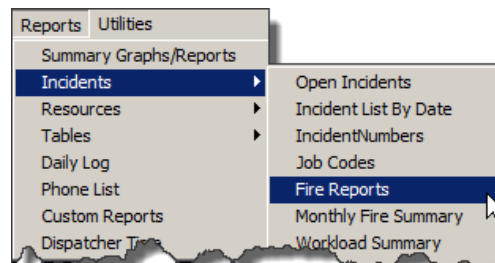 Reports Utilities
Summary Graphs/Reports
Incidents
Resources
Tables
Daily Log
Phone List
Custom Reports
Dispatcher
Open Incidents
Incident List By Date
IncidentNumbers
Job Codes
Fire Reports
Monthly Fire Summary
Workload Summary